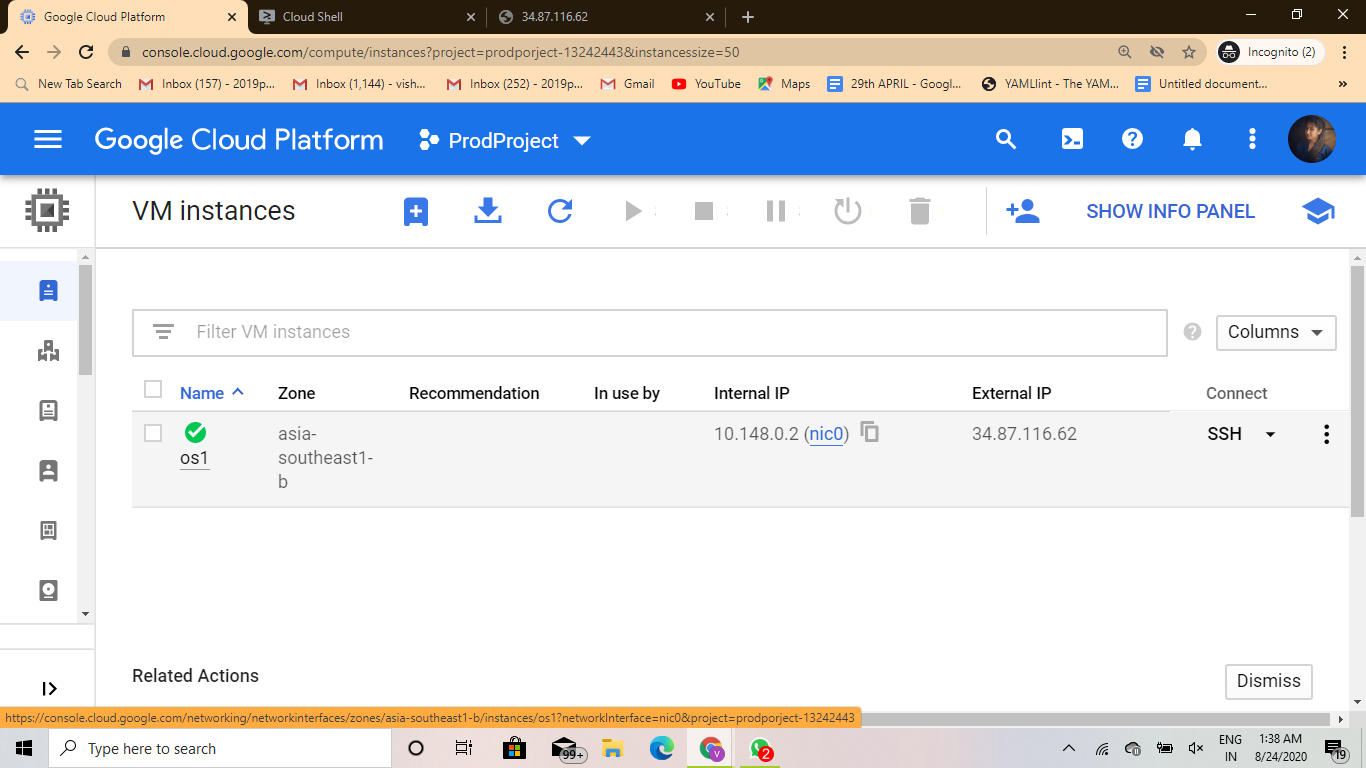 Google Cloud Platform
Cloud Shell
34.87.116.62
console.cloud.google.com/compute/instances?project=prodporject-13242443&instancessize=50
Incognito (2)
New Tab Search
Inbox (157) - 2019p...
Inbox (1,144) - vish...
Inbox (252) - 2019p...
Gmail
YouTube
Maps
29th APRIL - Googl...
YAMLlint - The YAM...
Untitled document...
»
Google Cloud Platform
ProdProject
VM instances
SHOW INFO PANEL
Filter VM instances
Columns
Name
Zone
Recommendation
In use by
Internal IP
External IP
Connect
os1
asia-
southeast1-
b
10.148.0.2 (nic0)
34.87.116.62
SSH
Related Actions
Dismiss
https://console.cloud.google.com/networking/networkinterfaces/zones/asia-southeast1-b/instances/os1?networkInterface=nic0&project=prodporject-13242443
Type here to search
99+
V
2
ENG
IN
1:38 AM
8/24/2020
19